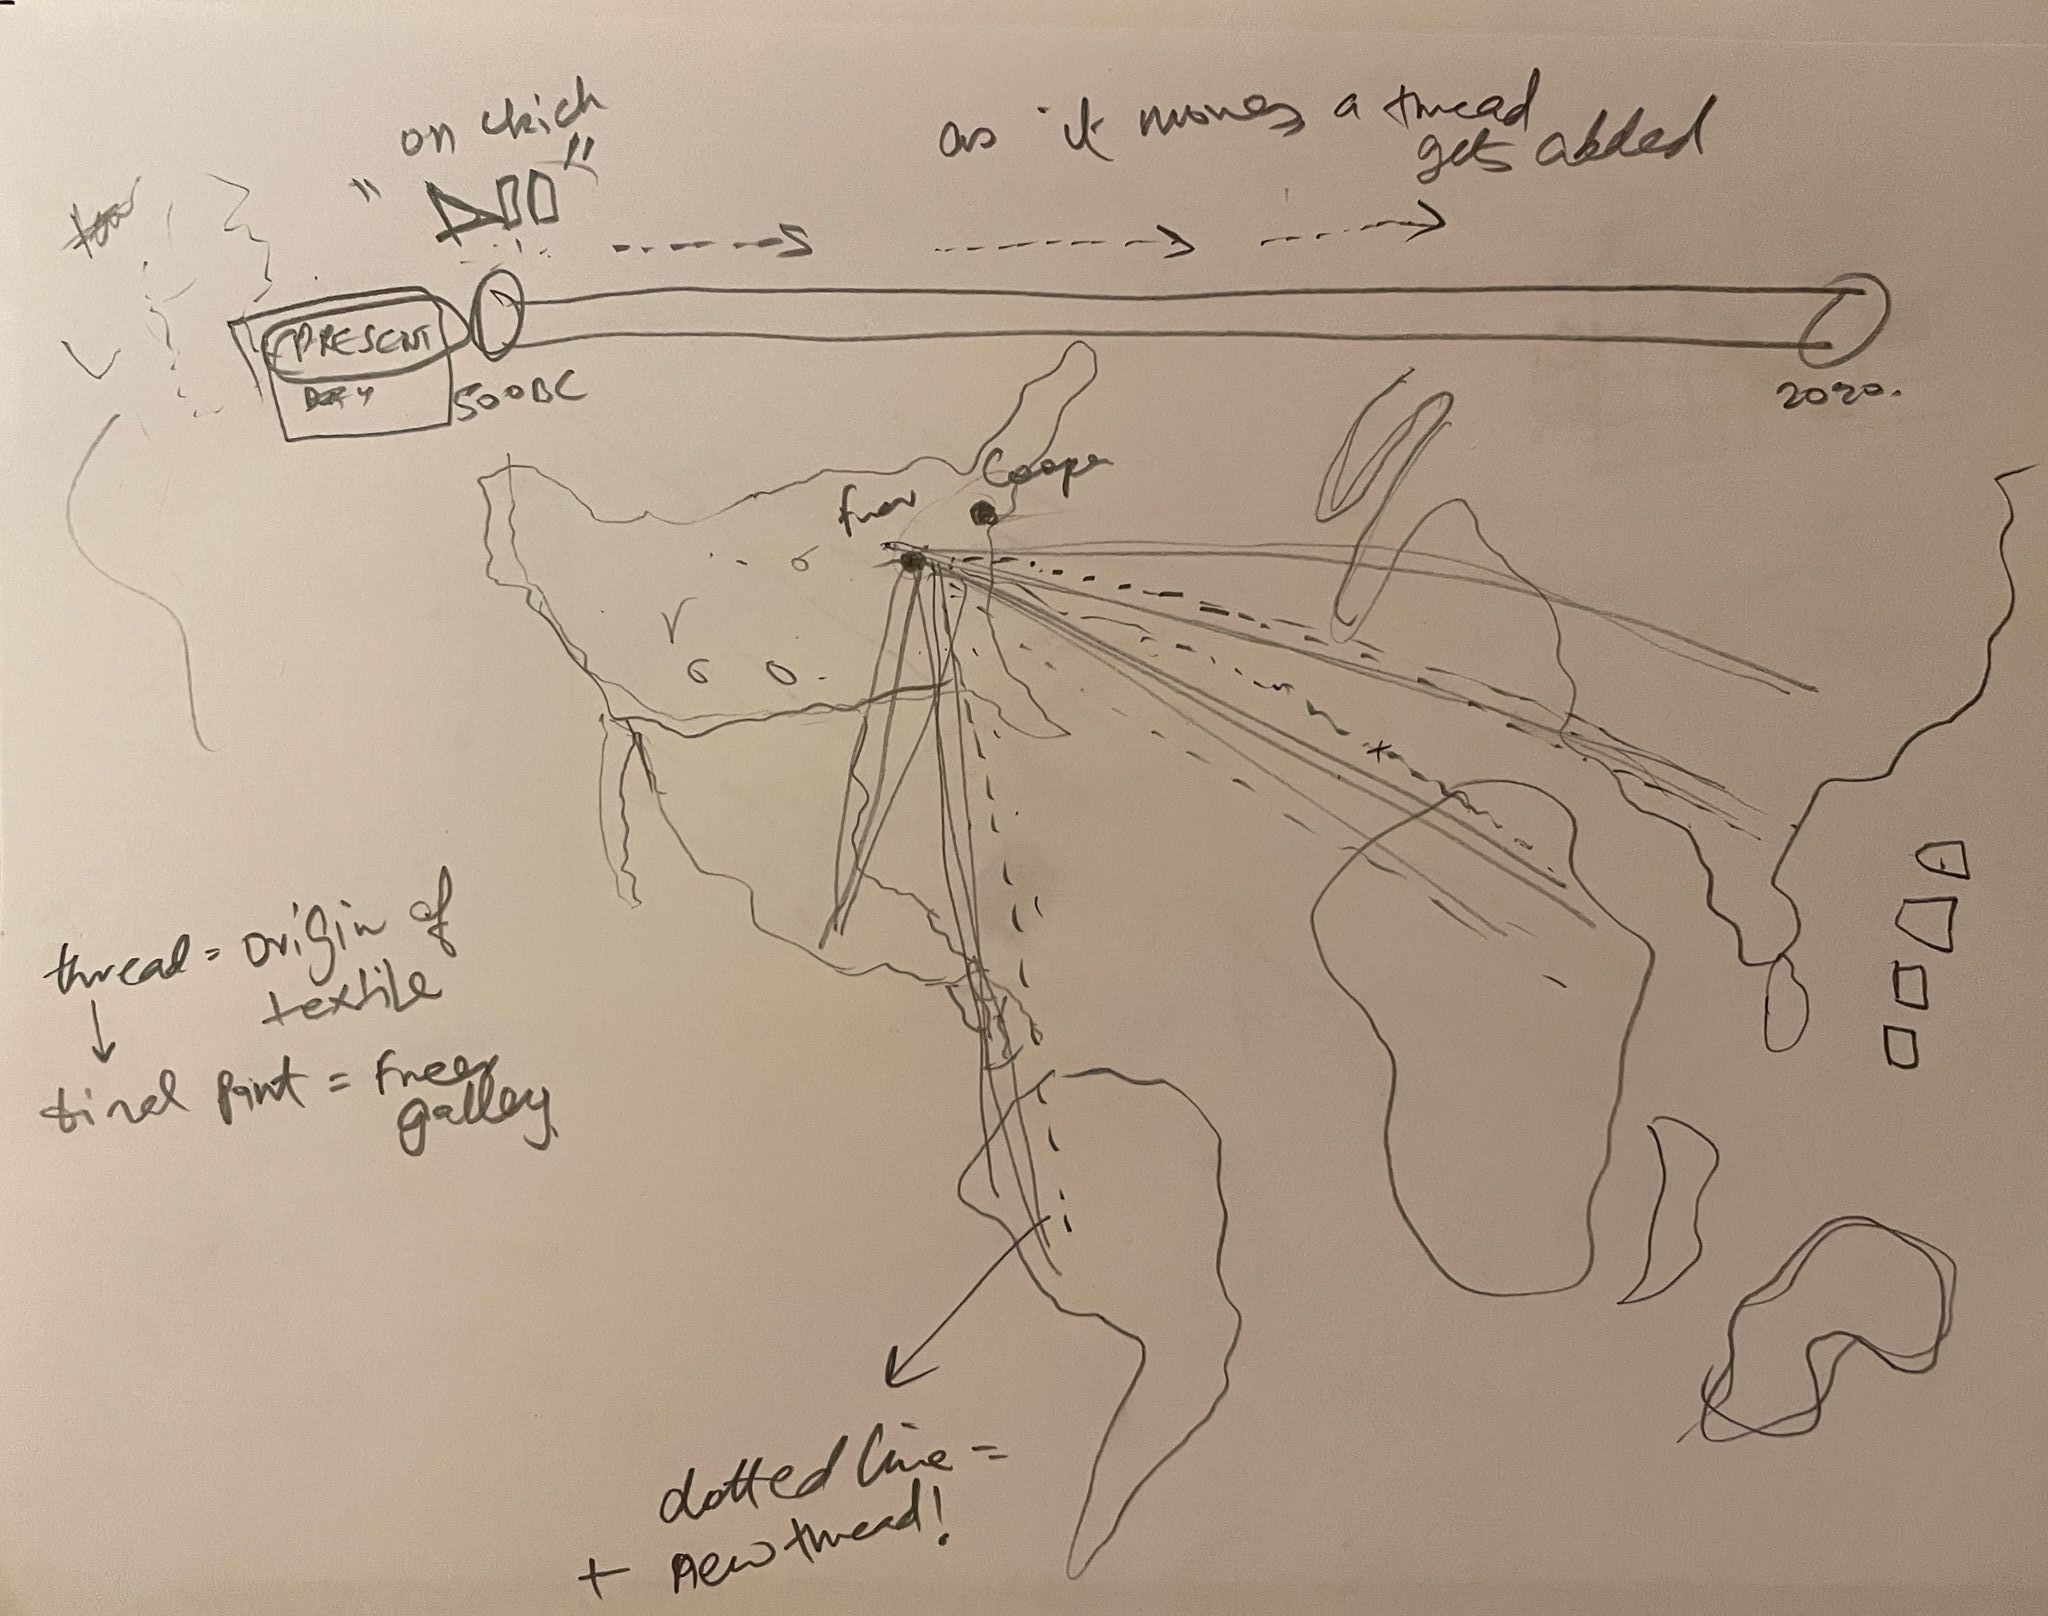 "on click
"
as it moves a thread
gets added
PRESENT
DAY
500BC
2020.
Cooper
freer
thread = origin of
textile
final point = Freer
gallery
dotted line =
+ new thread!